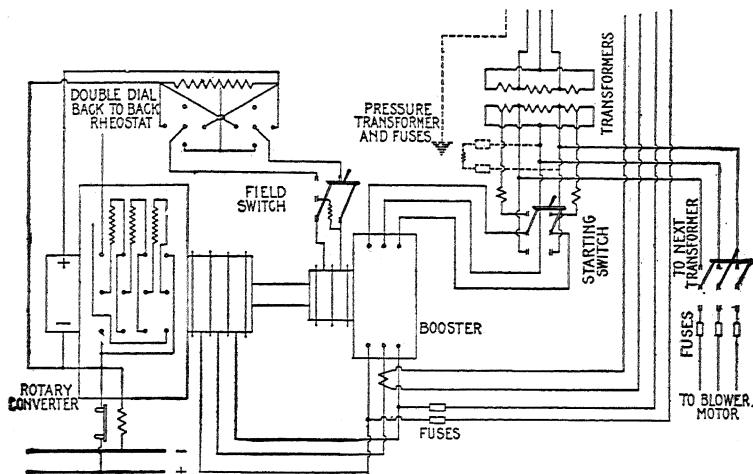 DOUBLE DIAL
BACK TO BACK
RHEOSTAT
PRESSURE
TRANSFORMER
AND FUSES
TRANSFORMERS
FIELD
SWITCH
STARTING
SWITCH
TO NEXT
TRANSFORMER
FUSES
+
−
BOOSTER
ROTARY
CONVERTER
FUSES
TO BLOWER
MOTOR
−
+